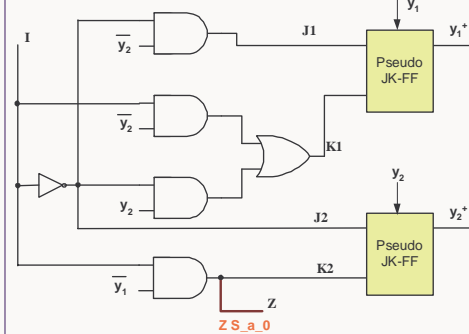 I
y̅₂
J1
y₁
y₁⁺
Pseudo
JK-FF
y̅₂
K1
y₂
y₂
J2
y₂⁺
Pseudo
JK-FF
K2
y̅₁
Z
Z S_a_0